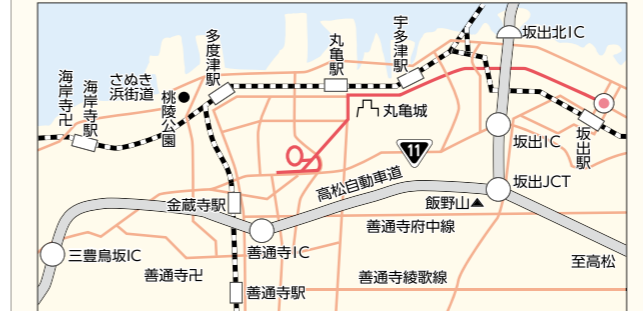 坂出北IC
宇多津駅
丸亀駅
多度津駅
さぬき
浜街道
桃陵公園
海岸寺駅
海岸寺卍
丸亀城
11
坂出IC
坂出駅
坂出JCT
高松自動車道
飯野山
金蔵寺駅
善通寺府中線
善通寺IC
三豊鳥坂IC
至高松
善通寺卍
善通寺綾歌線
善通寺駅